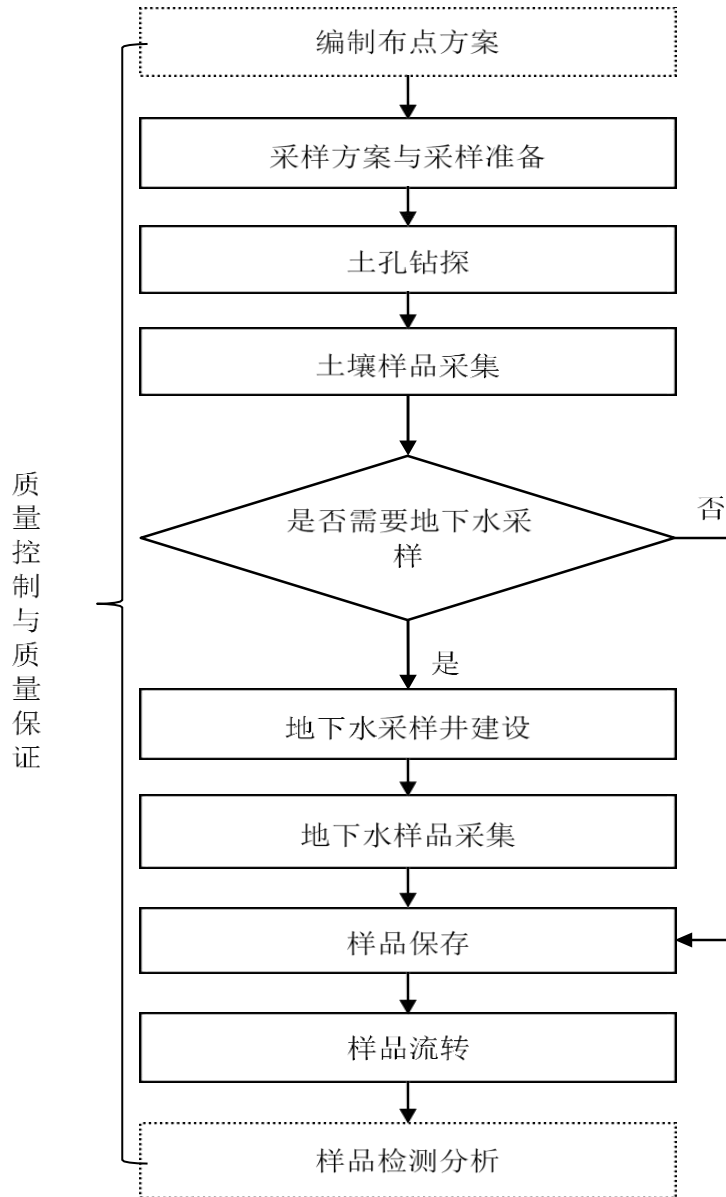 编制布点方案
采样方案与采样准备
土孔钻探
土壤样品采集
是否需要地下水采
样
否
是
地下水采样井建设
地下水样品采集
样品保存
样品流转
样品检测分析
质量控制与质量保证